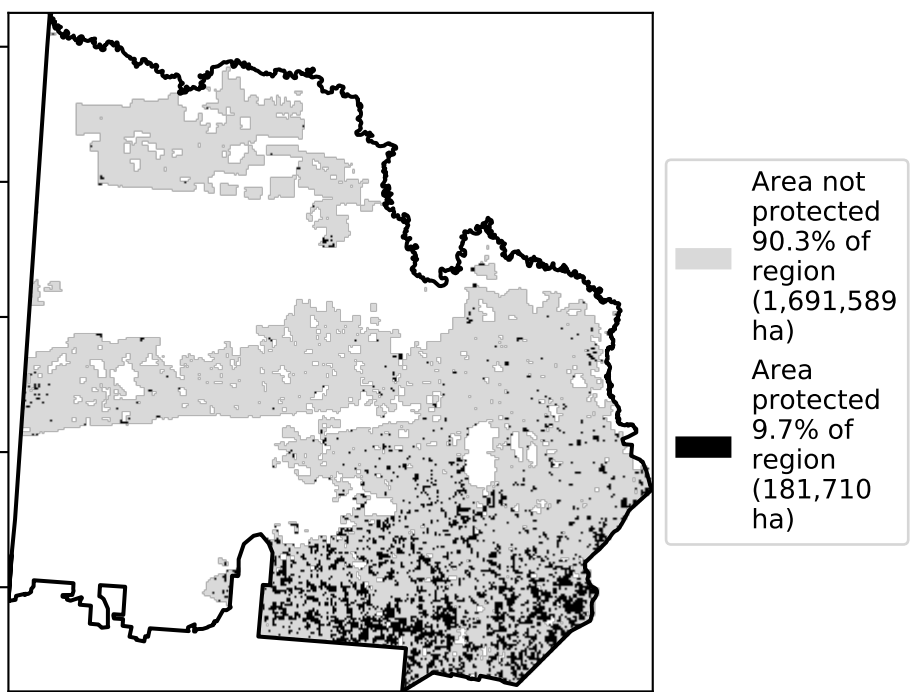 Area not
protected
90.3% of
region
(1,691,589
ha)
Area
protected
9.7% of
region
(181,710
ha)